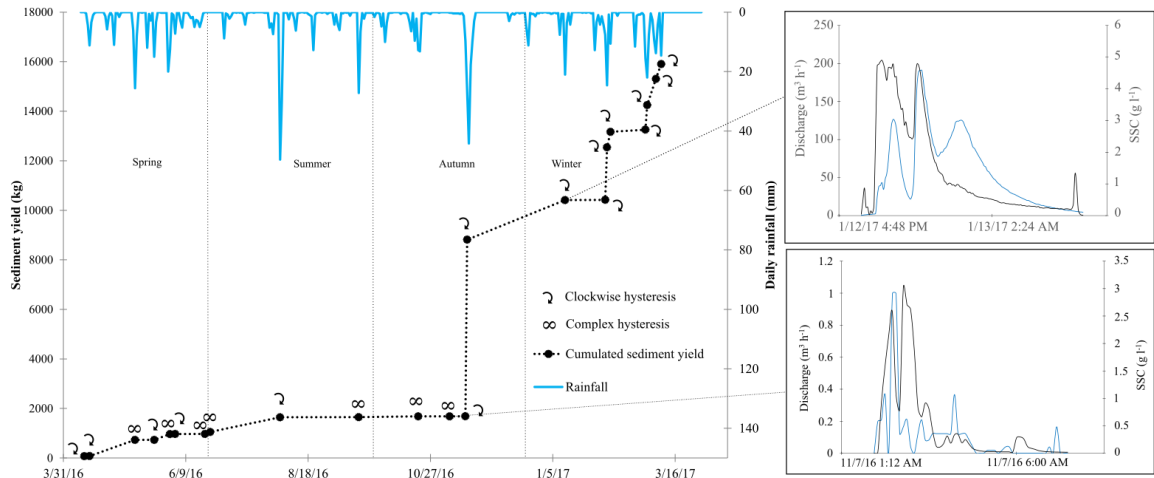 18000
16000
14000
12000
10000
8000
6000
4000
2000
0
Sediment yield (kg)
3/31/16
6/9/16
8/18/16
10/27/16
1/5/17
3/16/17
0
20
40
60
80
100
120
140
Daily rainfall (mm)
Spring
Summer
Autumn
Winter
Clockwise hysteresis
∞ Complex hysteresis
Cumulated sediment yield
Rainfall
250
200
150
100
50
0
Discharge (m³ h⁻¹)
6
5
4
3
2
1
0
SSC (g l⁻¹)
1/12/17 4:48 PM
1/13/17 2:24 AM
1.2
1
0.8
0.6
0.4
0.2
0
Discharge (m³ h⁻¹)
3.5
3
2.5
2
1.5
1
0.5
0
SSC (g l⁻¹)
11/7/16 1:12 AM
11/7/16 6:00 AM